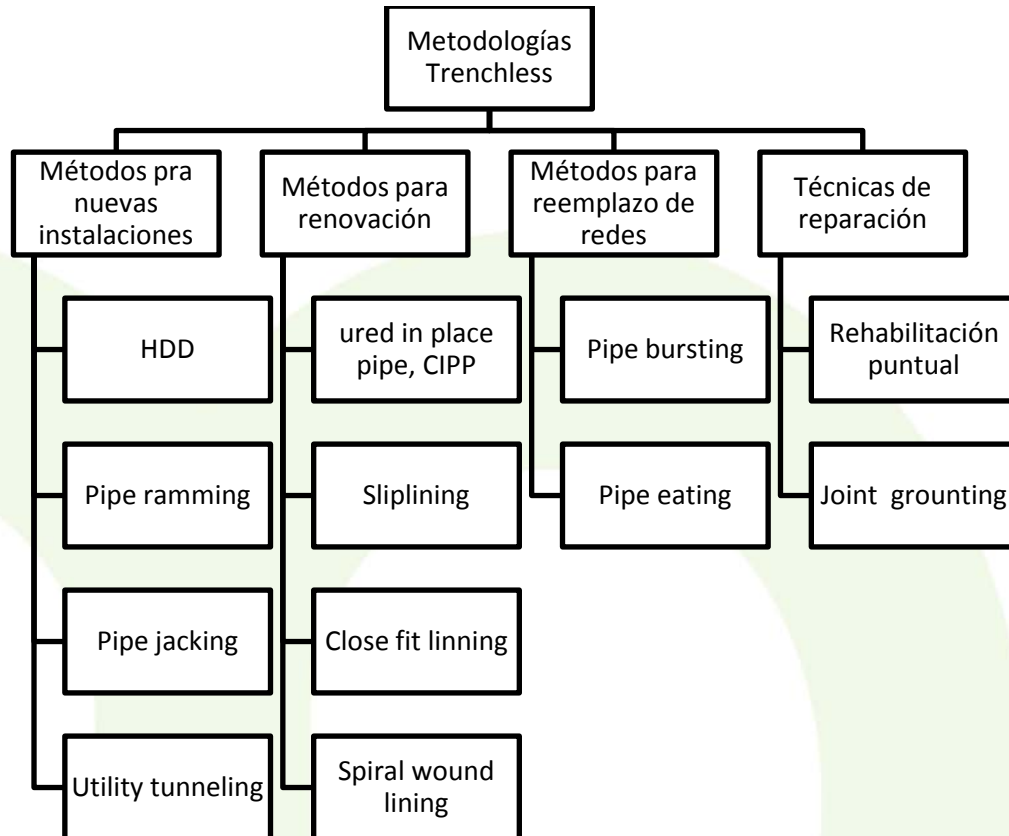 Metodologías
Trenchless
Métodos pra
nuevas
instalaciones
HDD
Pipe ramming
Pipe jacking
Utility tunneling
Métodos para
renovación
ured in place
pipe, CIPP
Sliplining
Close fit linning
Spiral wound
lining
Métodos para
reemplazo de
redes
Pipe bursting
Pipe eating
Técnicas de
reparación
Rehabilitación
puntual
Joint grounting